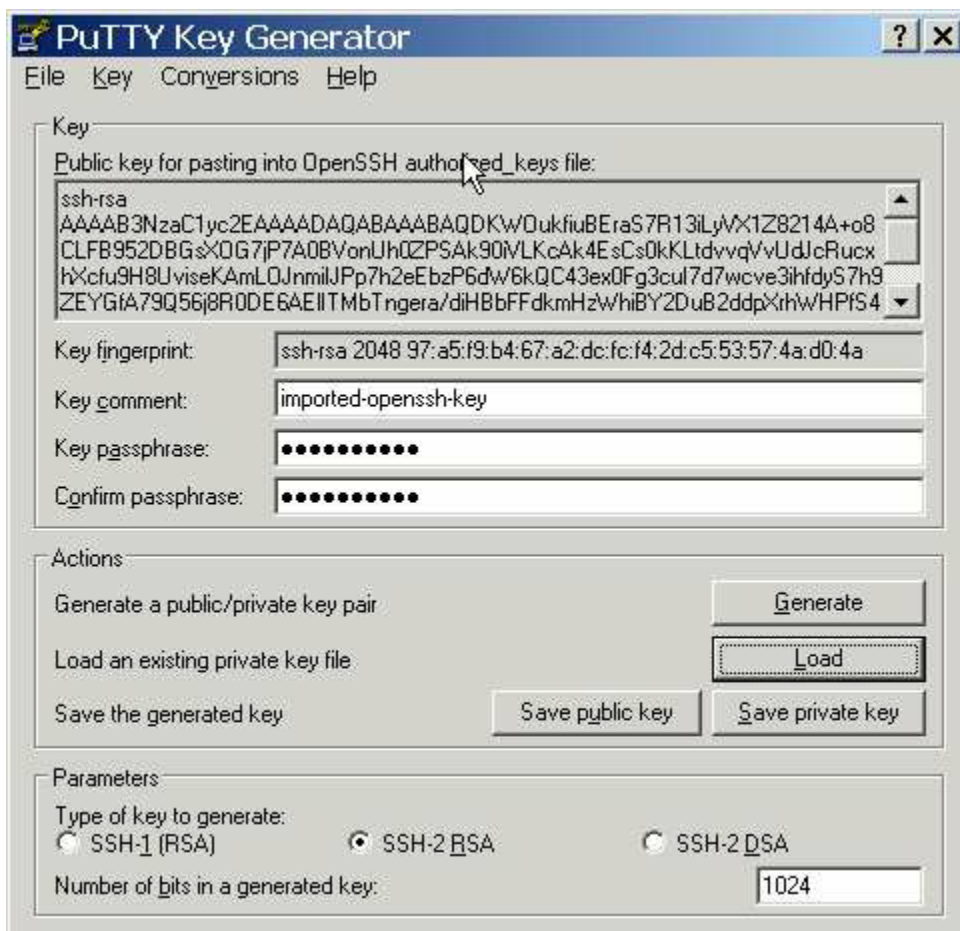 PuTTY Key Generator
File Key Conversions Help
Key
Public key for pasting into OpenSSH authorized_keys file:
ssh-rsa
AAAAB3NzaC1yc2EAAAADAQABAAABAQDKWOukfiuBEraS7R13iLyVX1Z8214A+o8
CLFB952DBGsXOG7jP7A0BVonUh0ZPSAk90iVLKcAk4EsCs0kKLtdvvqVvUdJcRucx
hXcfu9H8UviseKAmLOJnmiIJPp7h2eEbzP6dW6kQC43ex0Fg3cuI7d7wcve3ihfdyS7h9
ZEYGfA79Q56j8R0DE6AEIITMbTngera/diHBbFFdkmHzWhiBY2DuB2ddpXrhWHPfS4
Key fingerprint: ssh-rsa 2048 97:a5:f9:b4:67:a2:dc:fc:f4:2d:c5:53:57:4a:d0:4a
Key comment: imported-openssh-key
Key passphrase: ●●●●●●●●●●
Confirm passphrase: ●●●●●●●●●●
Actions
Generate a public/private key pair Generate
Load an existing private key file Load
Save the generated key Save public key Save private key
Parameters
Type of key to generate:
SSH-1 (RSA) SSH-2 RSA SSH-2 DSA
Number of bits in a generated key: 1024